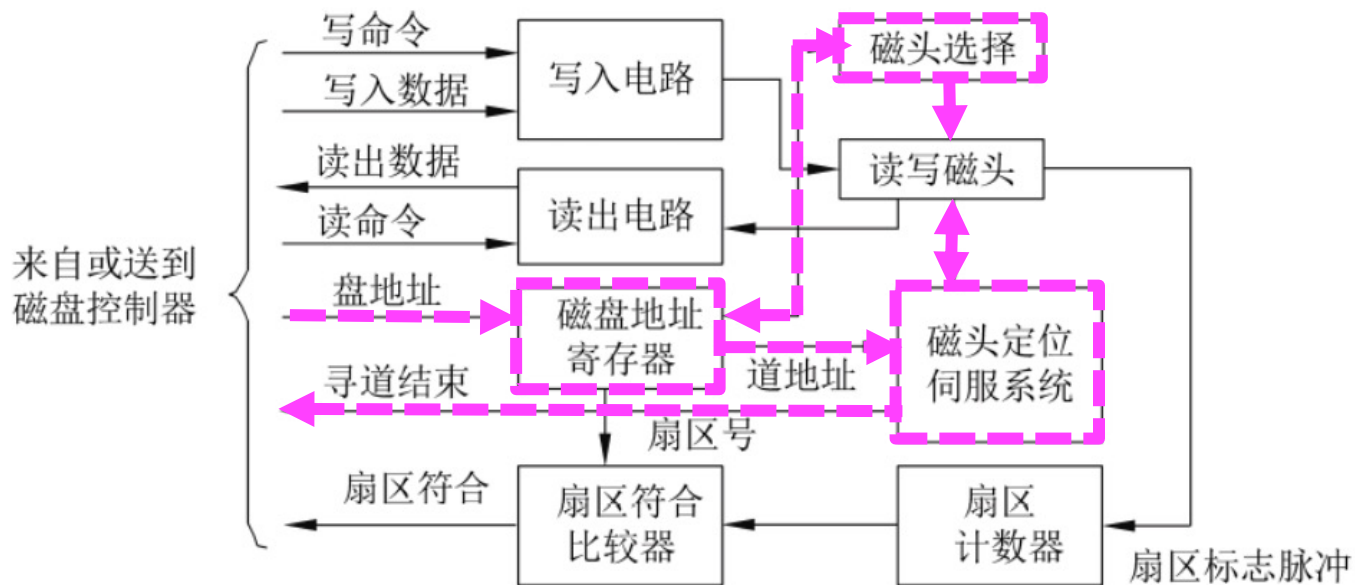 写命令
写入数据
写入电路
磁头选择
读出数据
读命令
读出电路
读写磁头
来自或送到
磁盘控制器
盘地址
磁盘地址
寄存器
道地址
磁头定位
伺服系统
寻道结束
扇区号
扇区符合
扇区符合
比较器
扇区
计数器
扇区标志脉冲